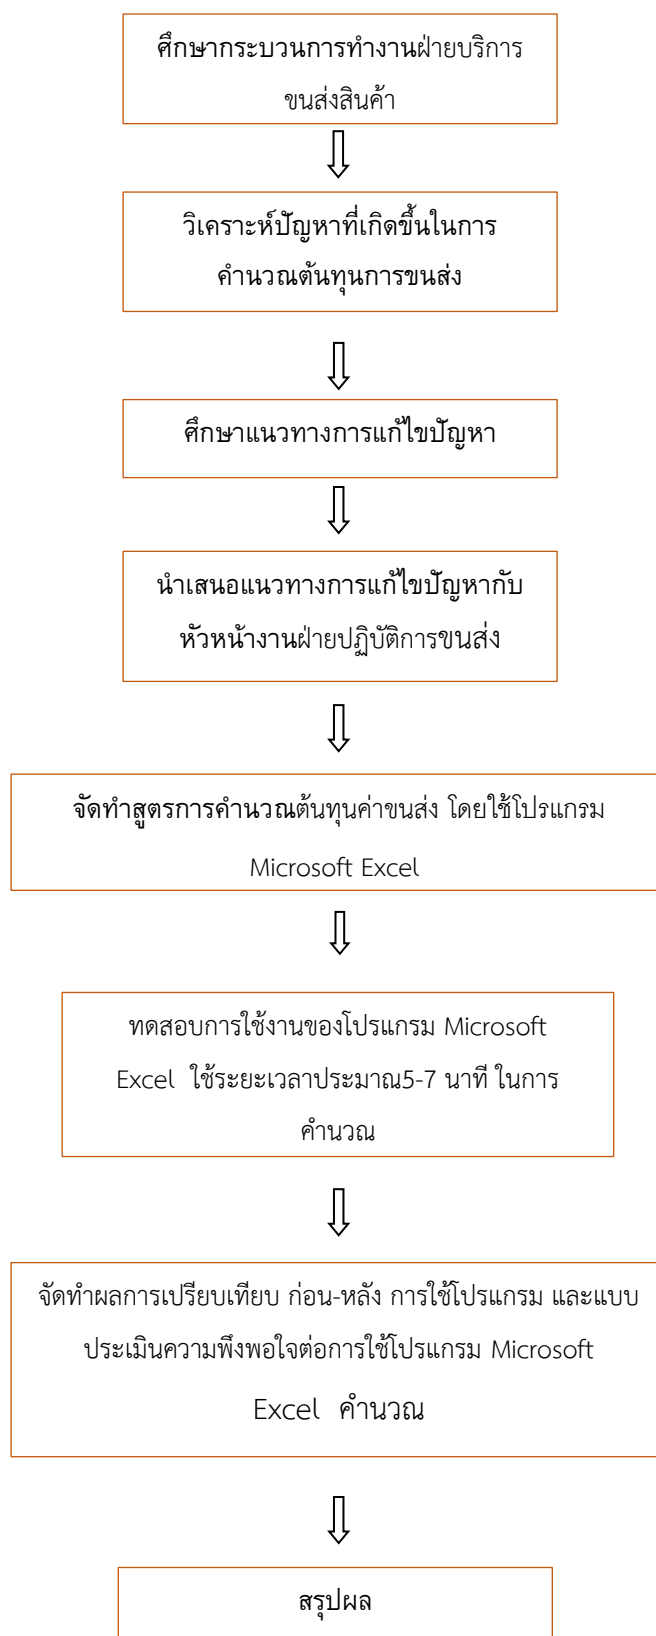 ศึกษากระบวนการทำงานฝ่ายบริการ
ขนส่งสินค้า
วิเคราะห์ปัญหาที่เกิดขึ้นในการ
คำนวณต้นทุนการขนส่ง
ศึกษาแนวทางการแก้ไขปัญหา
นำเสนอแนวทางการแก้ไขปัญหากับ
หัวหน้างานฝ่ายปฏิบัติการขนส่ง
จัดทำสูตรการคำนวณต้นทุนค่าขนส่ง โดยใช้โปรแกรม
Microsoft Excel
ทดสอบการใช้งานของโปรแกรม Microsoft
Excel ใช้ระยะเวลาประมาณ5-7 นาที ในการ
คำนวณ
จัดทำผลการเปรียบเทียบ ก่อน-หลัง การใช้โปรแกรม และแบบ
ประเมินความพึงพอใจต่อการใช้โปรแกรม Microsoft
Excel คำนวณ
สรุปผล